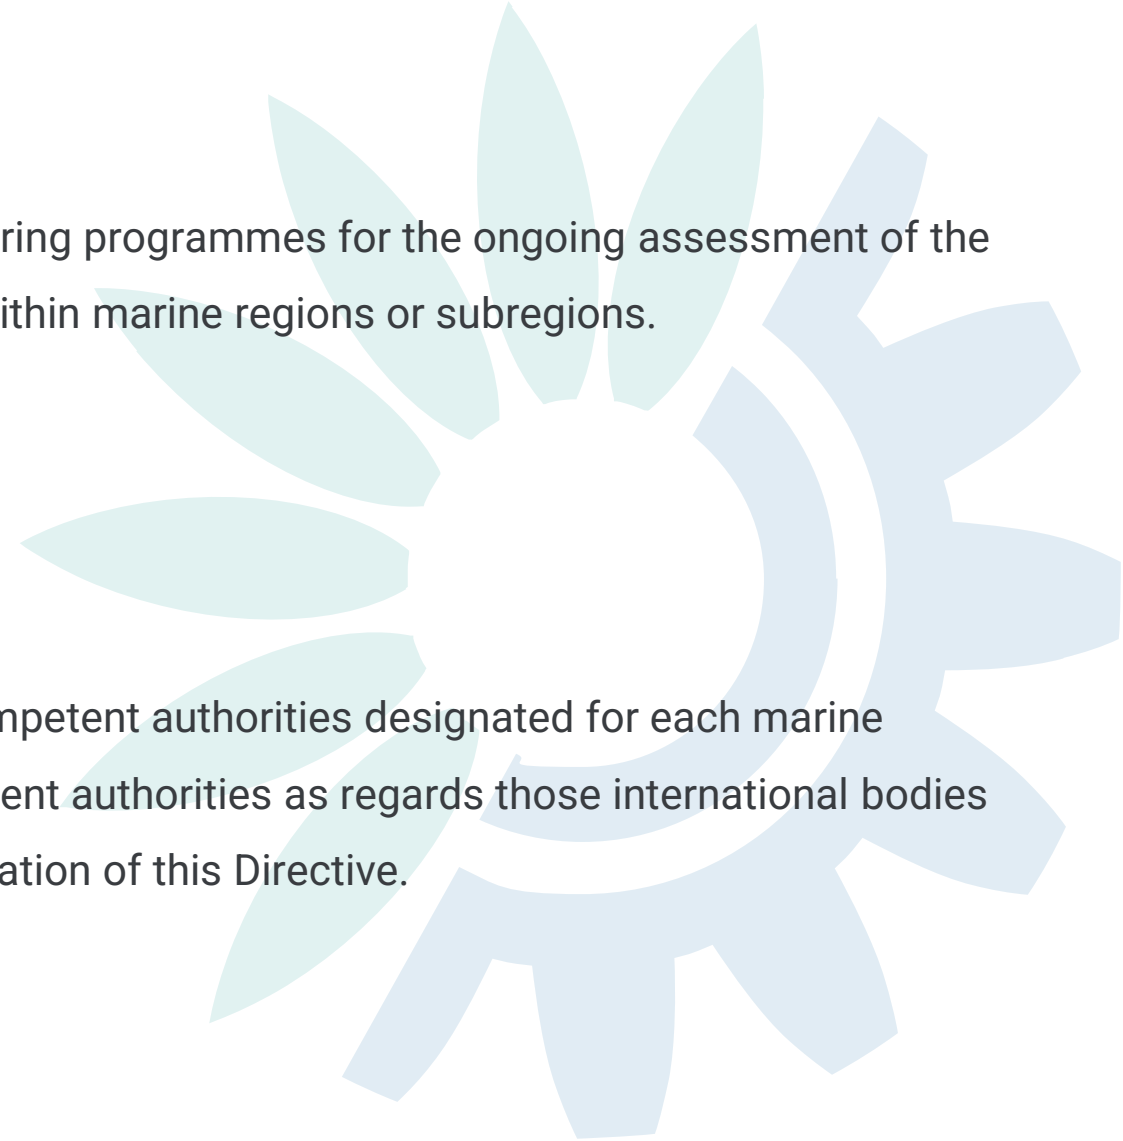 ring programmes for the ongoing assessment of the
ithin marine regions or subregions.
mpetent authorities designated for each marine
ent authorities as regards those international bodies
ation of this Directive.